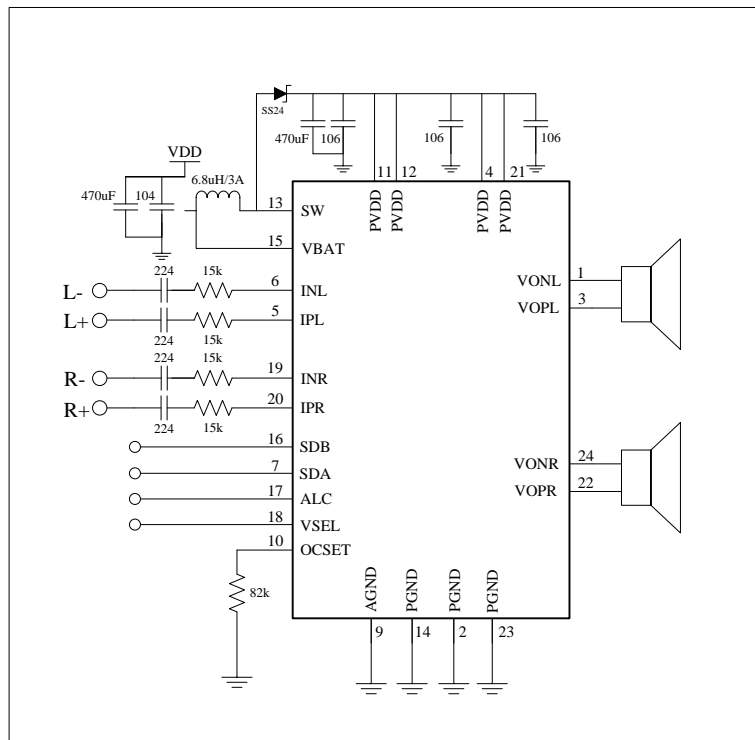 SS24
470uF 106 106 106
VDD
6.8uH/3A
470uF 104
11 12 4 21
PVDD PVDD PVDD PVDD
13 SW
15 VBAT
224 15k
L- 6 INL
L+ 5 IPL
224 15k
224 15k
R- 19 INR
R+ 20 IPR
224 15k
16 SDB
7 SDA
17 ALC
18 VSEL
10 OCSET
82k
VONL 1
VOPL 3
VONR 24
VOPR 22
AGND PGND PGND PGND
9 14 2 23